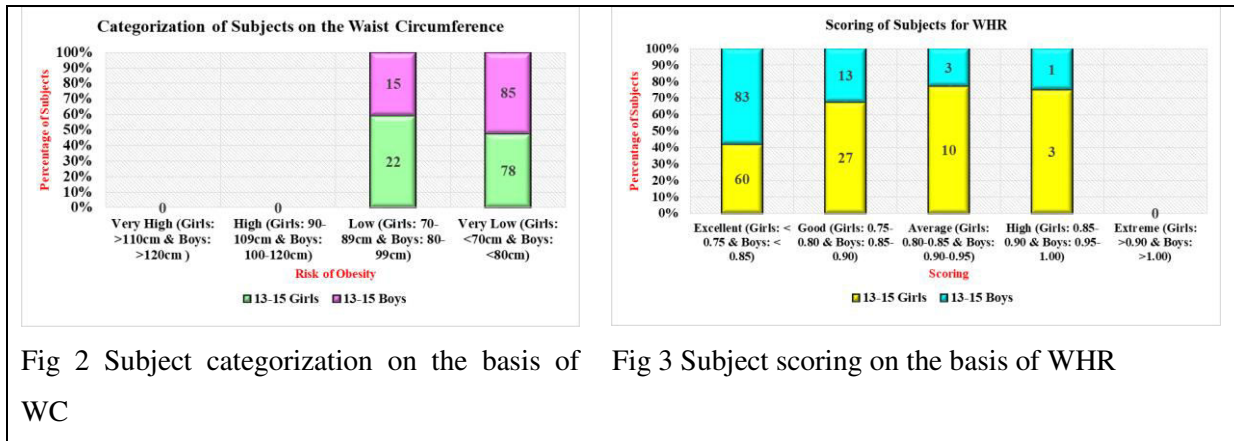 Categorization of Subjects on the Waist Circumference
100%
90%
80%
70%
60%
50%
40%
30%
20%
10%
0%
Percentage of Subjects
15
85
22
78
0
0
Very High (Girls:
>110cm & Boys:
>120cm )
High (Girls: 90-
109cm & Boys:
100-120cm)
Low (Girls: 70-
89cm & Boys: 80-
99cm)
Very Low (Girls:
<70cm & Boys:
<80cm)
Risk of Obesity
13-15 Girls
13-15 Boys
Fig 2 Subject categorization on the basis of
WC
Scoring of Subjects for WHR
100%
90%
80%
70%
60%
50%
40%
30%
20%
10%
0%
Percentage of Subjects
83
13
3
1
60
27
10
3
0
Excellent (Girls: <
0.75 & Boys: <
0.85)
Good (Girls: 0.75-
0.80 & Boys: 0.85-
0.90)
Average (Girls:
0.80-0.85 & Boys:
0.90-0.95)
High (Girls: 0.85-
0.90 & Boys: 0.95-
1.00)
Extreme (Girls:
>0.90 & Boys:
>1.00)
Scoring
13-15 Girls
13-15 Boys
Fig 3 Subject scoring on the basis of WHR